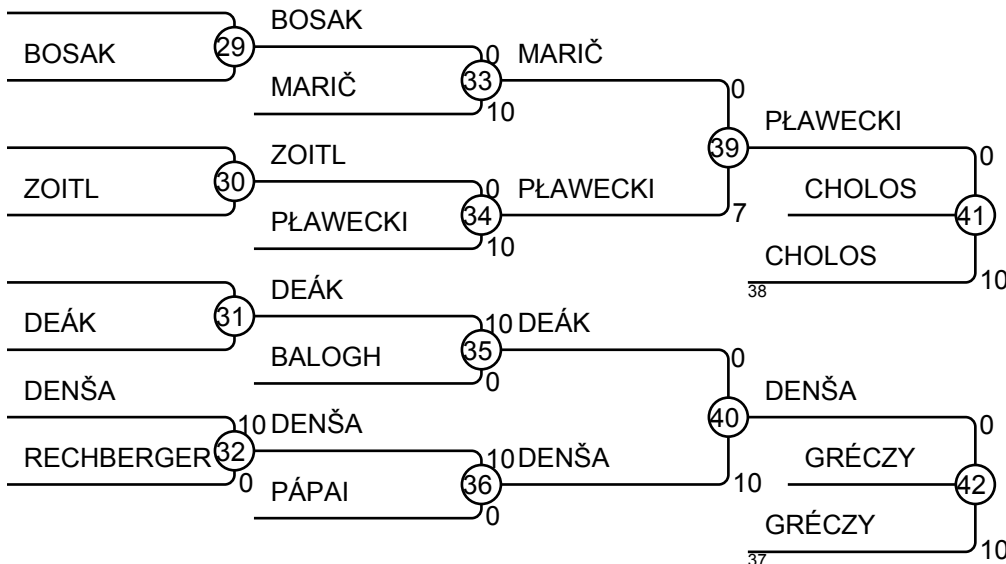 BOSAK
29
BOSAK
0
MARIČ
33
MARIČ
10
0
ZOITL
30
ZOITL
0
PŁAWECKI
34
PŁAWECKI
10
7
39
PŁAWECKI
0
CHOLOS
41
CHOLOS
38
10
DEÁK
31
DEÁK
10
BALOGH
35
DEÁK
0
0
DENŠA
10
RECHBERGER
32
0
DENŠA
10
PÁPAI
36
DENŠA
0
10
40
DENŠA
0
GRÉCZY
42
GRÉCZY
37
10